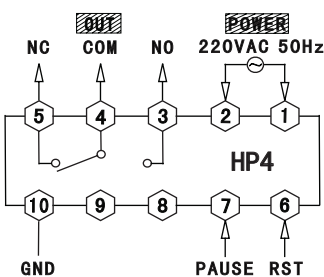 OUT POWER
NC COM NO 220VAC 50Hz
5 4 3 2 1
HP4
10 9 8 7 6
GND PAUSE RST